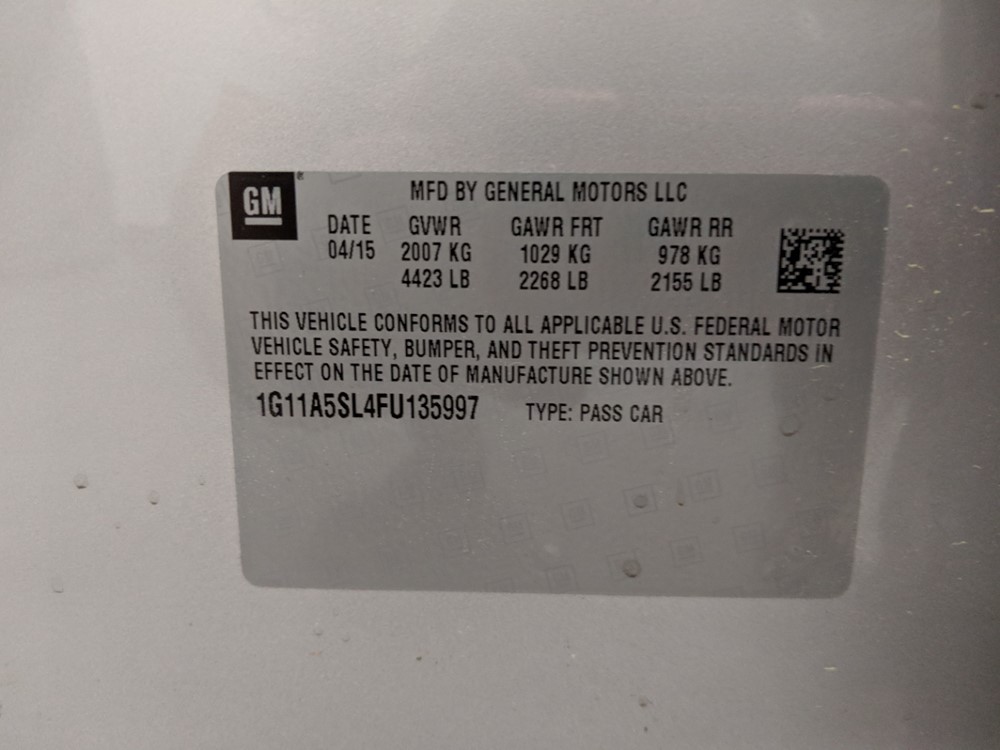 GM
MFD BY GENERAL MOTORS LLC
DATE GVWR GAWR FRT GAWR RR
04/15 2007 KG 1029 KG 978 KG
4423 LB 2268 LB 2155 LB
THIS VEHICLE CONFORMS TO ALL APPLICABLE U.S. FEDERAL MOTOR
VEHICLE SAFETY, BUMPER, AND THEFT PREVENTION STANDARDS IN
EFFECT ON THE DATE OF MANUFACTURE SHOWN ABOVE.
1G11A5SL4FU135997 TYPE: PASS CAR